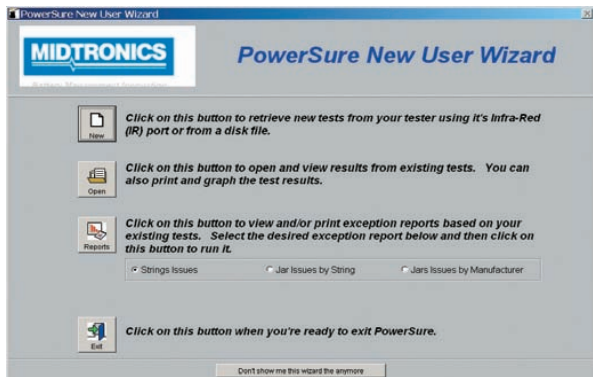 PowerSure New User Wizard
MIDTRONICS
PowerSure New User Wizard
New
Click on this button to retrieve new tests from your tester using it's Infra-Red
(IR) port or from a disk file.
Open
Click on this button to open and view results from existing tests. You can
also print and graph the test results.
Reports
Click on this button to view and/or print exception reports based on your
existing tests. Select the desired exception report below and then click on
this button to run it.
Strings Issues
Jar Issues by String
Jars Issues by Manufacturer
Exit
Click on this button when you're ready to exit PowerSure.
Don't show me this wizard the anymore